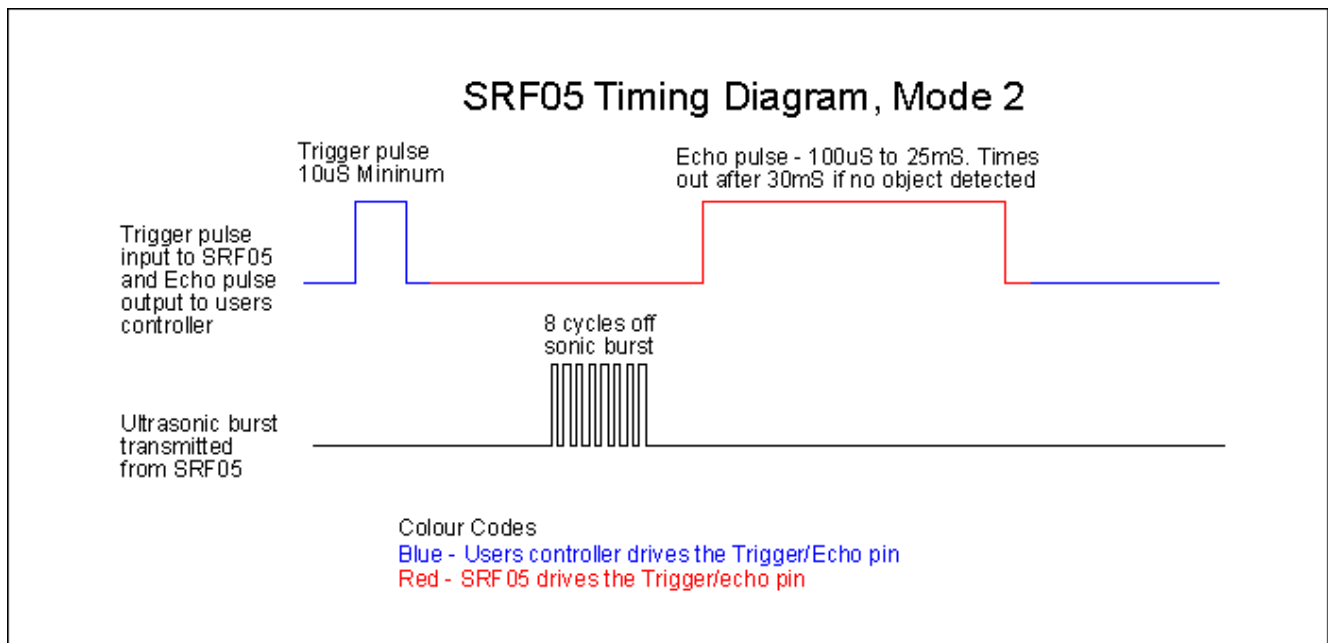 SRF05 Timing Diagram, Mode 2
Trigger pulse
10uS Mininum
Echo pulse - 100uS to 25mS. Times
out after 30mS if no object detected
Trigger pulse
input to SRF05
and Echo pulse
output to users
controller
8 cycles off
sonic burst
Ultrasonic burst
transmitted
from SRF05
Colour Codes
Blue - Users controller drives the Trigger/Echo pin
Red - SRF05 drives the Trigger/echo pin